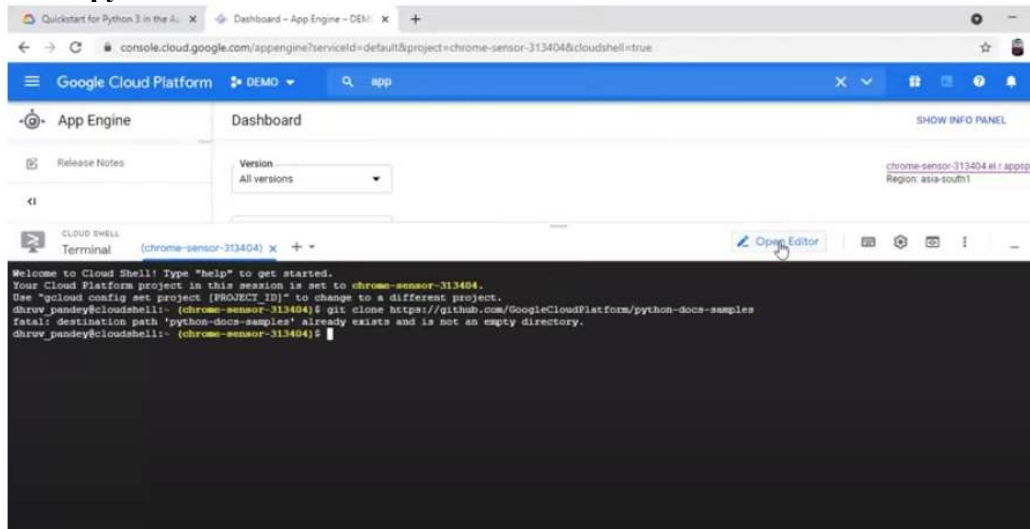 Quickstart for Python 3 in the A
Dashboard – App Engine – DEM
console.cloud.google.com/appengine?serviceId=default&project=chrome-sensor-313404&cloudshell=true
Google Cloud Platform DEMO app
App Engine Dashboard SHOW INFO PANEL
Release Notes
Version
All versions
chrome-sensor-313404.el.r.appsp
Region: asia-south1
CLOUD SHELL
Terminal (chrome-sensor-313404) Open Editor
Welcome to Cloud Shell! Type "help" to get started.
Your Cloud Platform project in this session is set to chrome-sensor-313404.
Use "gcloud config set project [PROJECT_ID]" to change to a different project.
dhruv_pandey@cloudshell:~ (chrome-sensor-313404)$ git clone https://github.com/GoogleCloudPlatform/python-docs-samples
fatal: destination path 'python-docs-samples' already exists and is not an empty directory.
dhruv_pandey@cloudshell:~ (chrome-sensor-313404)$